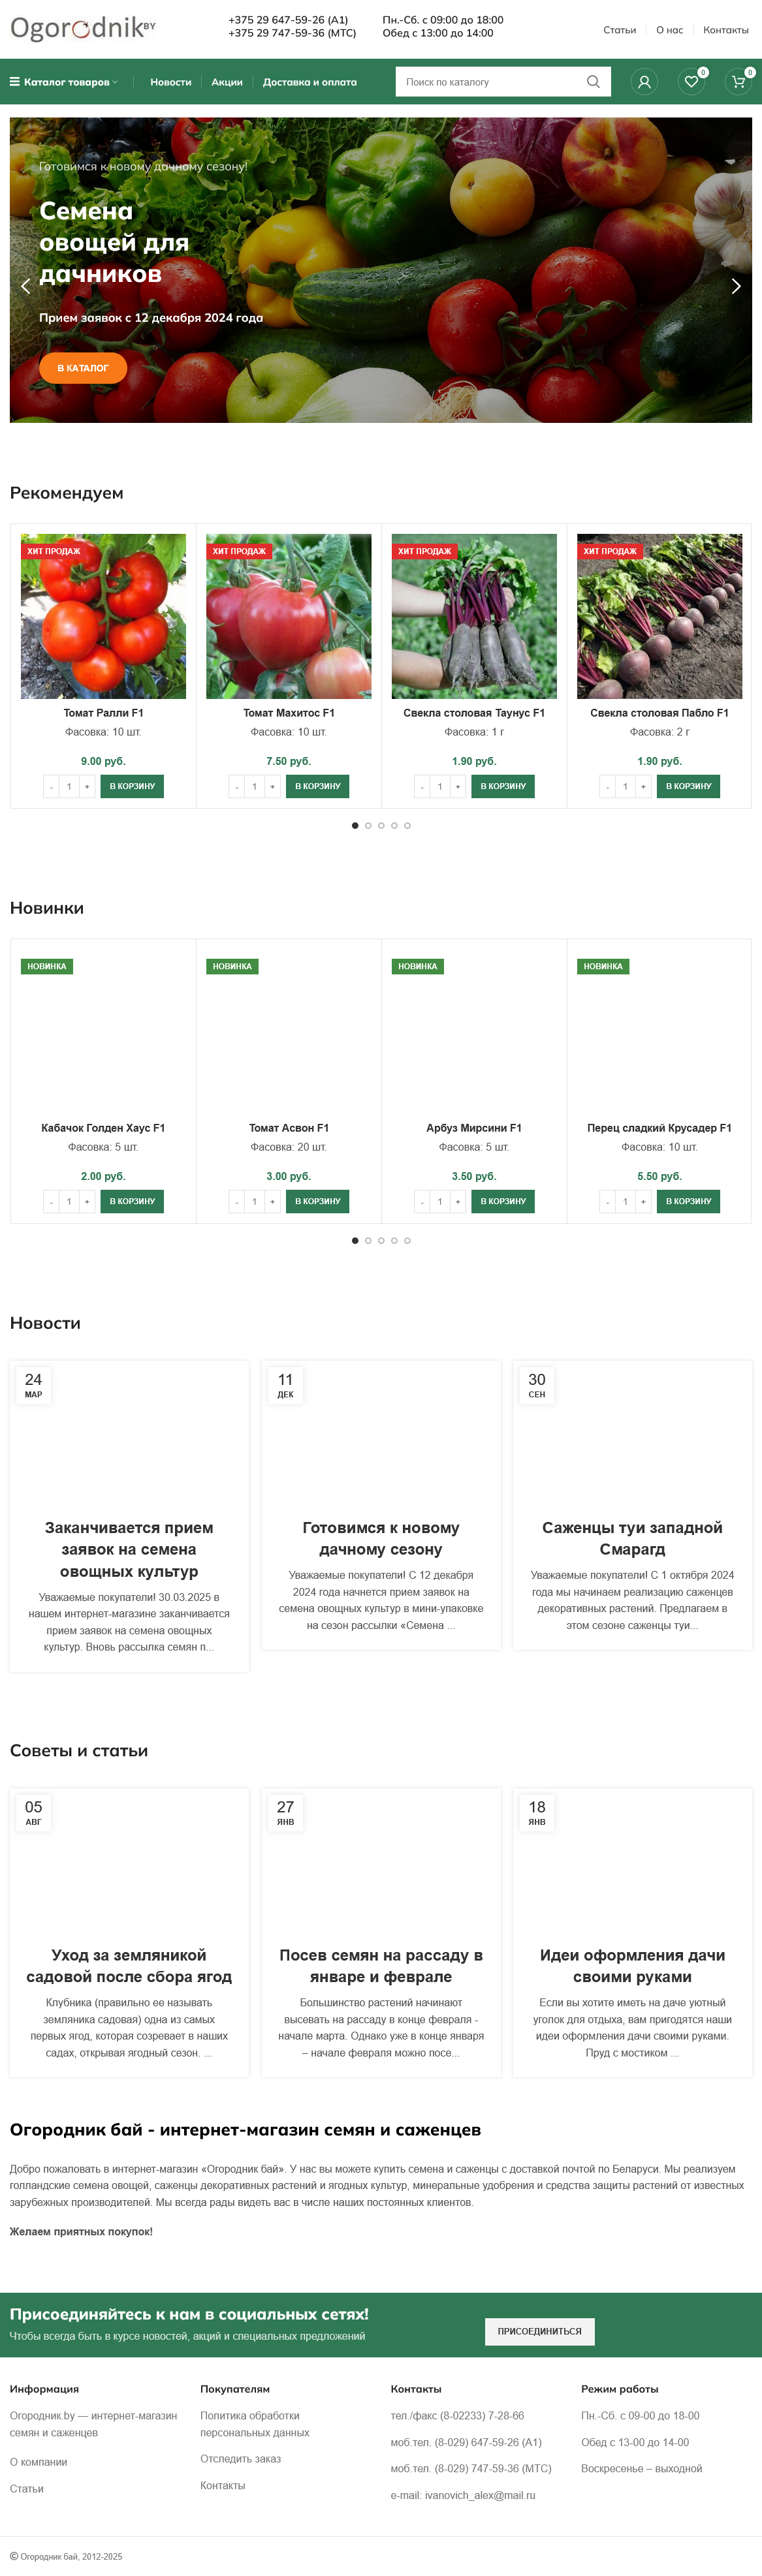 OgorodnikBY
+375 29 647-59-26 (A1)
+375 29 747-59-36 (МТС)
Пн.-Сб. с 09:00 до 18:00
Обед с 13:00 до 14:00
Статьи
О нас
Контакты
Каталог товаров
Новости
Акции
Доставка и оплата
Поиск по каталогу
0
0
Готовимся к новому дачному сезону!
Семена
овощей для
дачников
Прием заявок с 12 декабря 2024 года
В КАТАЛОГ
Рекомендуем
ХИТ ПРОДАЖ
Томат Ралли F1
Фасовка: 10 шт.
9.00 руб.
- 1 +
В КОРЗИНУ
ХИТ ПРОДАЖ
Томат Махитос F1
Фасовка: 10 шт.
7.50 руб.
- 1 +
В КОРЗИНУ
ХИТ ПРОДАЖ
Свекла столовая Таунус F1
Фасовка: 1 г
1.90 руб.
- 1 +
В КОРЗИНУ
ХИТ ПРОДАЖ
Свекла столовая Пабло F1
Фасовка: 2 г
1.90 руб.
- 1 +
В КОРЗИНУ
Новинки
НОВИНКА
Кабачок Голден Хаус F1
Фасовка: 5 шт.
2.00 руб.
- 1 +
В КОРЗИНУ
НОВИНКА
Томат Асвон F1
Фасовка: 20 шт.
3.00 руб.
- 1 +
В КОРЗИНУ
НОВИНКА
Арбуз Мирсини F1
Фасовка: 5 шт.
3.50 руб.
- 1 +
В КОРЗИНУ
НОВИНКА
Перец сладкий Крусадер F1
Фасовка: 10 шт.
5.50 руб.
- 1 +
В КОРЗИНУ
Новости
24
МАР
Заканчивается прием
заявок на семена
овощных культур
Уважаемые покупатели! 30.03.2025 в
нашем интернет-магазине заканчивается
прием заявок на семена овощных
культур. Вновь рассылка семян п...
11
ДЕК
Готовимся к новому
дачному сезону
Уважаемые покупатели! С 12 декабря
2024 года начнется прием заявок на
семена овощных культур в мини-упаковке
на сезон рассылки «Семена ...
30
СЕН
Саженцы туи западной
Смарагд
Уважаемые покупатели! С 1 октября 2024
года мы начинаем реализацию саженцев
декоративных растений. Предлагаем в
этом сезоне саженцы туи...
Советы и статьи
05
АВГ
Уход за земляникой
садовой после сбора ягод
Клубника (правильно ее называть
земляника садовая) одна из самых
первых ягод, которая созревает в наших
садах, открывая ягодный сезон. ...
27
ЯНВ
Посев семян на рассаду в
январе и феврале
Большинство растений начинают
высевать на рассаду в конце февраля -
начале марта. Однако уже в конце января
– начале февраля можно посе...
18
ЯНВ
Идеи оформления дачи
своими руками
Если вы хотите иметь на даче уютный
уголок для отдыха, вам пригодятся наши
идеи оформления дачи своими руками.
Пруд с мостиком ...
Огородник бай - интернет-магазин семян и саженцев
Добро пожаловать в интернет-магазин «Огородник бай». У нас вы можете купить семена и саженцы с доставкой почтой по Беларуси. Мы реализуем
голландские семена овощей, саженцы декоративных растений и ягодных культур, минеральные удобрения и средства защиты растений от известных
зарубежных производителей. Мы всегда рады видеть вас в числе наших постоянных клиентов.
Желаем приятных покупок!
Присоединяйтесь к нам в социальных сетях!
Чтобы всегда быть в курсе новостей, акций и специальных предложений
ПРИСОЕДИНИТЬСЯ
Информация
Огородник.by — интернет-магазин
семян и саженцев
О компании
Статьи
Покупателям
Политика обработки
персональных данных
Отследить заказ
Контакты
Контакты
тел./факс (8-02233) 7-28-66
моб.тел. (8-029) 647-59-26 (А1)
моб.тел. (8-029) 747-59-36 (МТС)
e-mail: ivanovich_alex@mail.ru
Режим работы
Пн.-Сб. с 09-00 до 18-00
Обед с 13-00 до 14-00
Воскресенье – выходной
© Огородник бай, 2012-2025